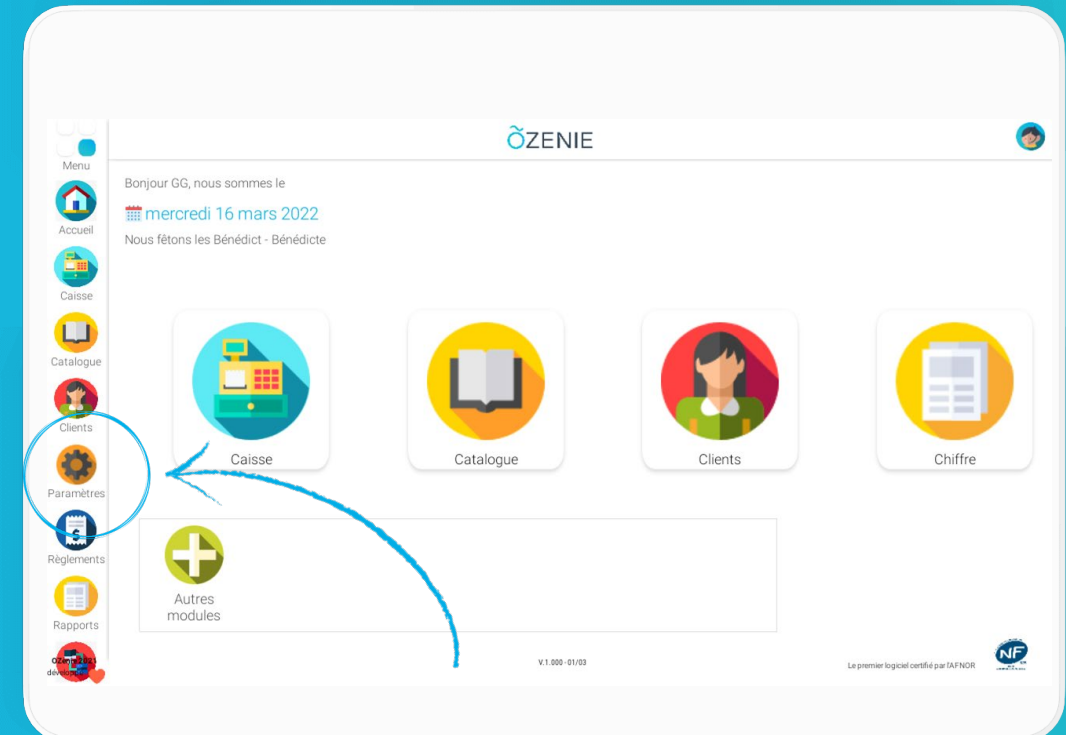 ÕZENIE
Menu
Accueil
Caisse
Catalogue
Clients
Paramètres
Règlements
Rapports
Bonjour GG, nous sommes le
mercredi 16 mars 2022
Nous fêtons les Bénédict - Bénédicte
Caisse
Catalogue
Clients
Chiffre
Autres
modules
V.1.000 - 01/03
Le premier logiciel certifié par l'AFNOR
NF